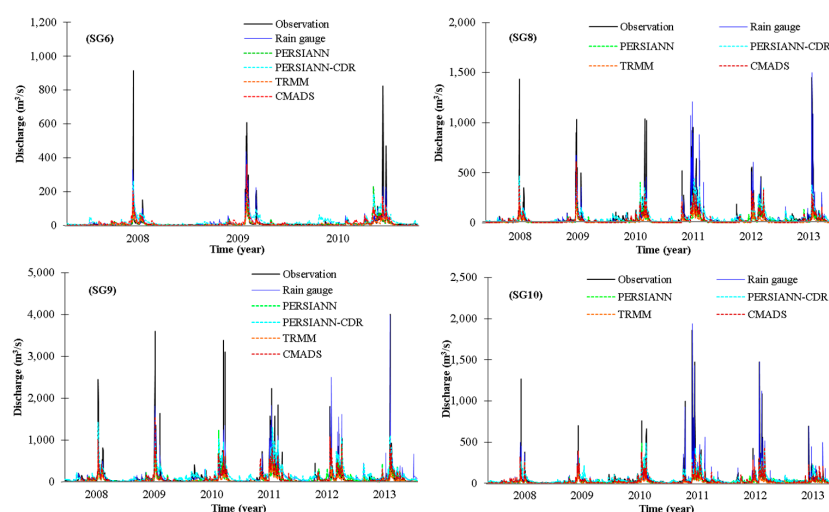 (SG6)
Observation
Rain gauge
PERSIANN
PERSIANN-CDR
TRMM
CMADS
Discharge (m³/s)
1,200
1,000
800
600
400
200
0
2008
2009
2010
Time (year)
(SG8)
Observation
Rain gauge
PERSIANN
PERSIANN-CDR
TRMM
CMADS
Discharge (m³/s)
2,000
1,500
1,000
500
0
2008
2009
2010
2011
2012
2013
Time (year)
(SG9)
Observation
Rain gauge
PERSIANN
PERSIANN-CDR
TRMM
CMADS
Discharge (m³/s)
5,000
4,000
3,000
2,000
1,000
0
2008
2009
2010
2011
2012
2013
Time (year)
(SG10)
Observation
Rain gauge
PERSIANN
PERSIANN-CDR
TRMM
CMADS
Discharge (m³/s)
2,500
2,000
1,500
1,000
500
0
2008
2009
2010
2011
2012
2013
Time (year)